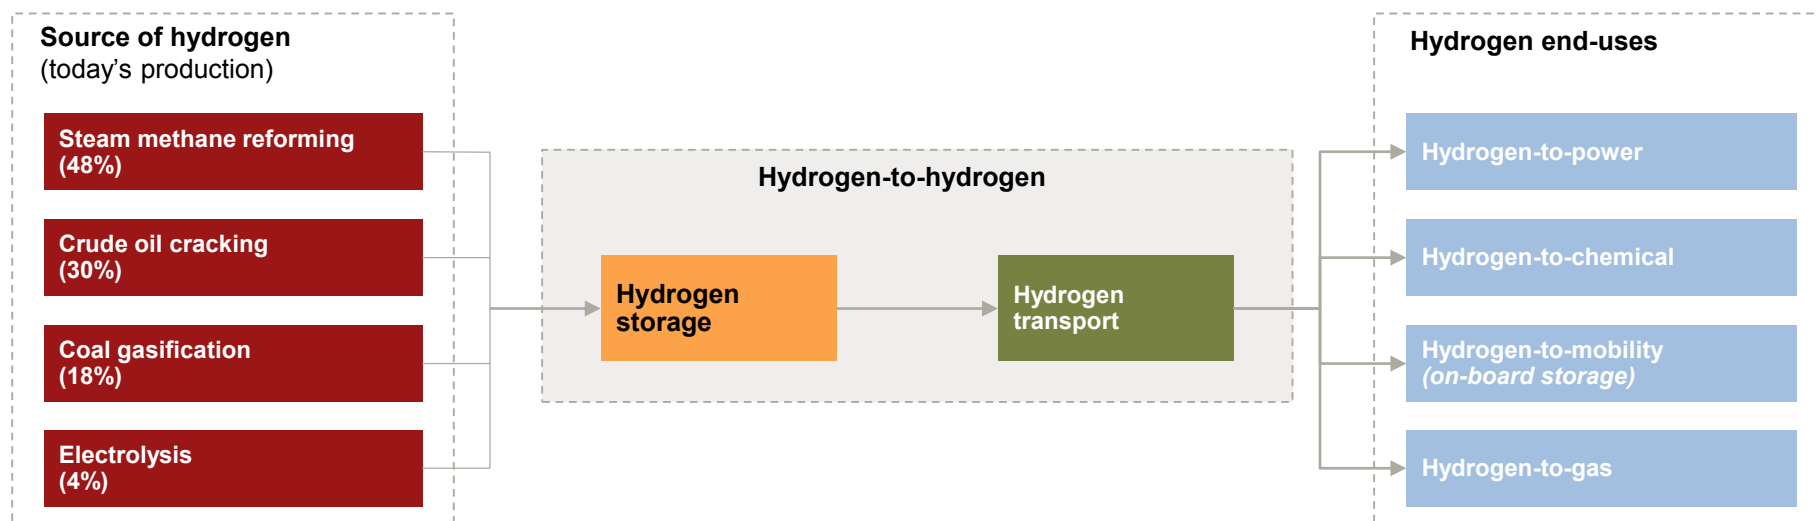 Source of hydrogen
(today's production)
Steam methane reforming
(48%)
Crude oil cracking
(30%)
Coal gasification
(18%)
Electrolysis
(4%)
Hydrogen-to-hydrogen
Hydrogen
storage
Hydrogen
transport
Hydrogen end-uses
Hydrogen-to-power
Hydrogen-to-chemical
Hydrogen-to-mobility
(on-board storage)
Hydrogen-to-gas